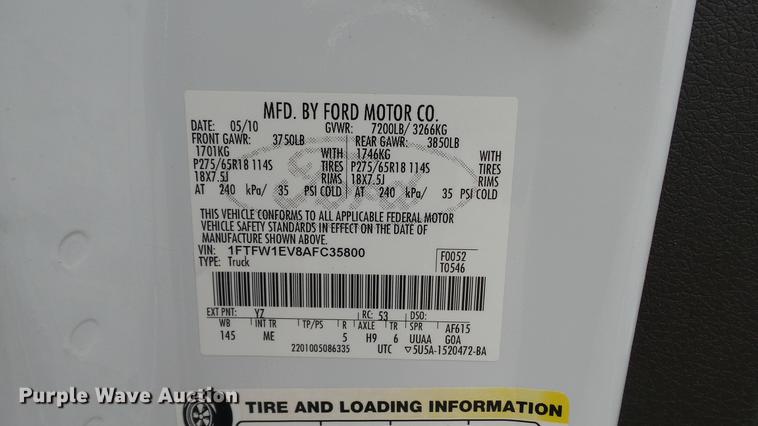 MFD. BY FORD MOTOR CO.
DATE: 05/10 GVWR: 7200LB/ 3266KG
FRONT GAWR: 3750LB REAR GAWR: 3850LB
1701KG WITH 1746KG WITH
P275/65R18 114S TIRES P275/65R18 114S TIRES
18X7.5J RIMS 18X7.5J RIMS
AT 240 kPa/ 35 PSI COLD AT 240 kPa/ 35 PSI COLD
Ford
THIS VEHICLE CONFORMS TO ALL APPLICABLE FEDERAL MOTOR
VEHICLE SAFETY STANDARDS IN EFFECT ON THE DATE OF
MANUFACTURE SHOWN ABOVE.
VIN: 1FTFW1EV8AFC35800 F0052
TYPE: Truck T0546
EXT PNT: YZ RC: 53 DSO:
WB INT TR TP/PS R AXLE TR SPR AF615
145 ME 5 H9 6 UUAA G0A
2201005086335 UTC ▽5U5A-1520472-BA
Purple Wave Auction
TIRE AND LOADING INFORMATION